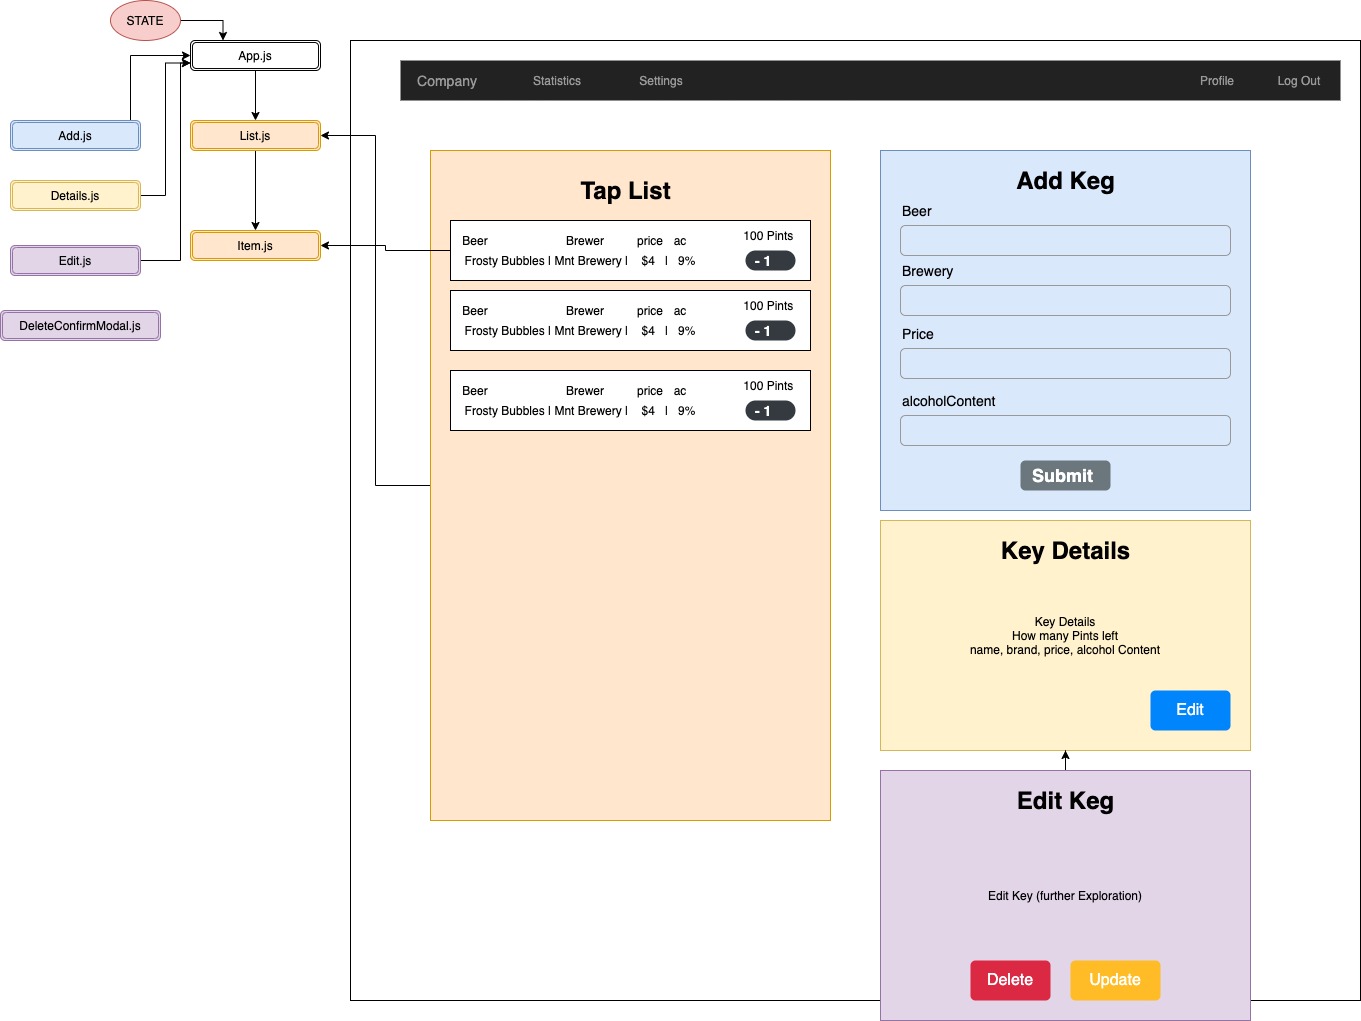 STATE
App.js
Add.js
List.js
Details.js
Item.js
Edit.js
DeleteConfirmModal.js
Company Statistics Settings Profile Log Out
Tap List
Beer Brewer price ac 100 Pints
Frosty Bubbles | Mnt Brewery | $4 | 9% - 1
Beer Brewer price ac 100 Pints
Frosty Bubbles | Mnt Brewery | $4 | 9% - 1
Beer Brewer price ac 100 Pints
Frosty Bubbles | Mnt Brewery | $4 | 9% - 1
Add Keg
Beer
Brewery
Price
alcoholContent
Submit
Key Details
Key Details
How many Pints left
name, brand, price, alcohol Content
Edit
Edit Keg
Edit Key (further Exploration)
Delete Update